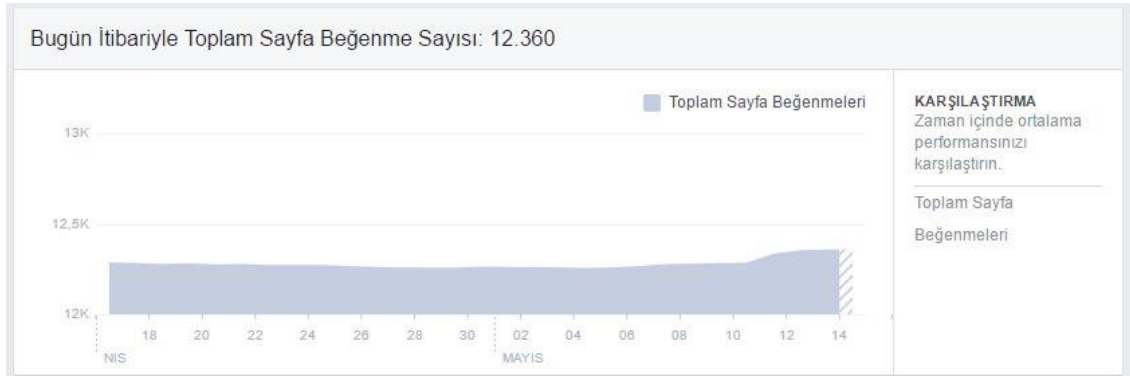 Bugün İtibariyle Toplam Sayfa Beğenme Sayısı: 12.360
Toplam Sayfa Beğenmeleri
13K
12,5K
12K
18 20 22 24 26 28 30 02 04 06 08 10 12 14
NIS MAYIS
KARŞILAŞTIRMA
Zaman içinde ortalama
performansınızı
karşılaştırın.
Toplam Sayfa
Beğenmeleri